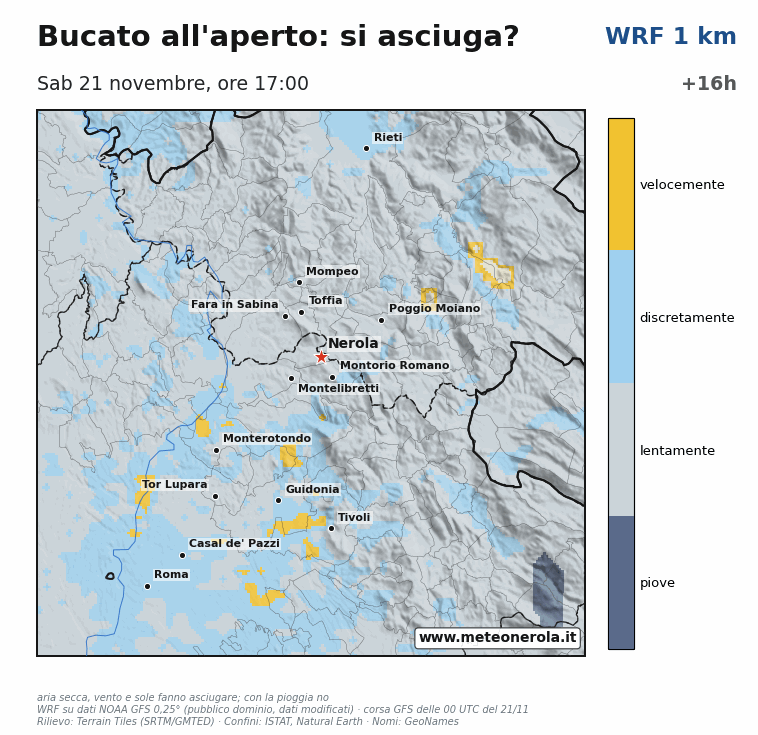 Bucato all'aperto: si asciuga?
WRF 1 km
Sab 21 novembre, ore 17:00
+16h
Rieti
velocemente
Mompeo
Fara in Sabina
Toffia
Poggio Moiano
discretamente
Nerola
Montorio Romano
Montelibretti
Monterotondo
lentamente
Tor Lupara
Guidonia
Tivoli
Casal de' Pazzi
Roma
piove
www.meteonerola.it
aria secca, vento e sole fanno asciugare; con la pioggia no
WRF su dati NOAA GFS 0,25° (pubblico dominio, dati modificati) · corsa GFS delle 00 UTC del 21/11
Rilievo: Terrain Tiles (SRTM/GMTED) · Confini: ISTAT, Natural Earth · Nomi: GeoNames